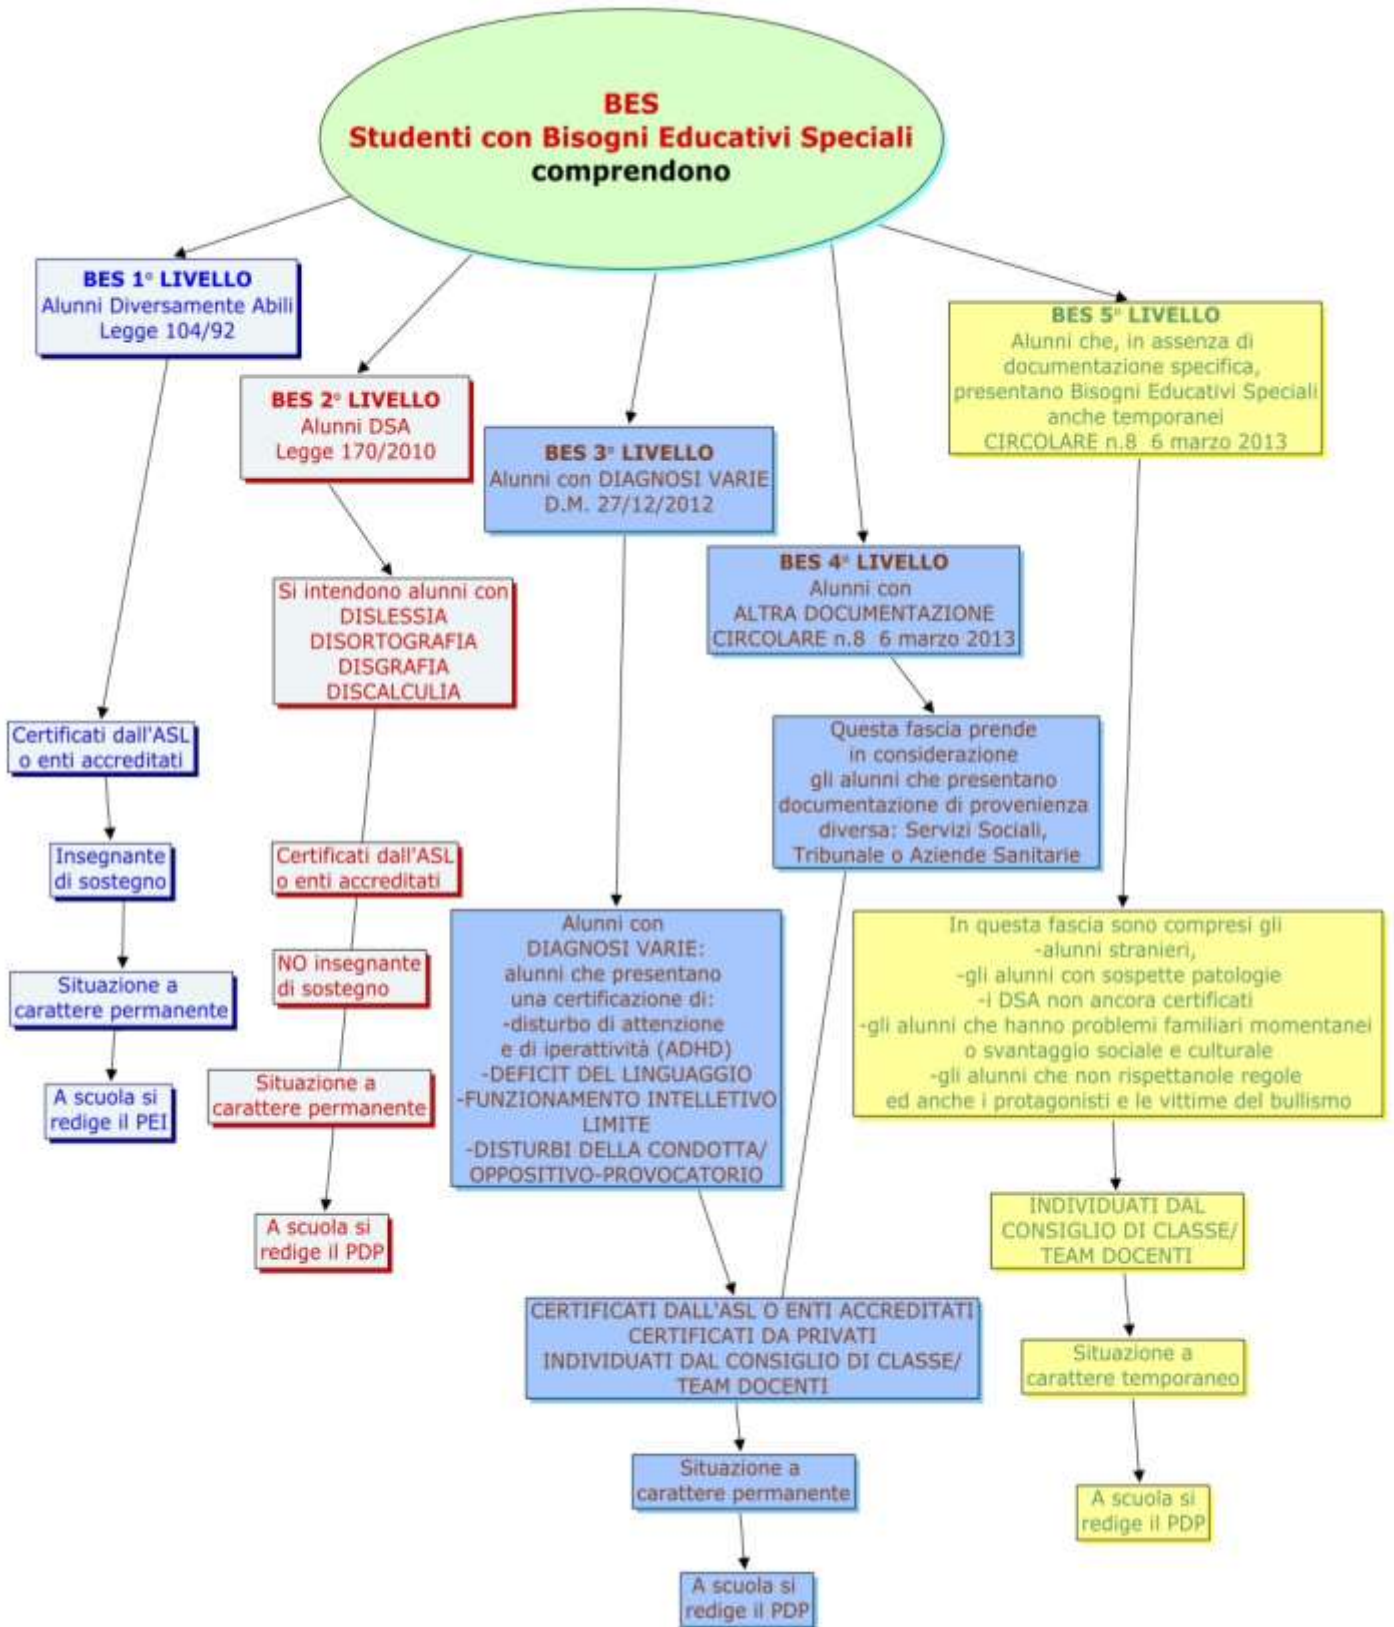 BES
Studenti con Bisogni Educativi Speciali
comprendono
BES 1° LIVELLO
Alunni Diversamente Abili
Legge 104/92
Certificati dall'ASL
o enti accreditati
Insegnante
di sostegno
Situazione a
carattere permanente
A scuola si
redige il PEI
BES 2° LIVELLO
Alunni DSA
Legge 170/2010
Si intendono alunni con
DISLESSIA
DISORTOGRAFIA
DISGRAFIA
DISCALCULIA
Certificati dall'ASL
o enti accreditati
NO insegnante
di sostegno
Situazione a
carattere permanente
A scuola si
redige il PDP
BES 3° LIVELLO
Alunni con DIAGNOSI VARIE
D.M. 27/12/2012
Alunni con
DIAGNOSI VARIE:
alunni che presentano
una certificazione di:
-disturbo di attenzione
e di iperattività (ADHD)
-DEFICIT DEL LINGUAGGIO
-FUNZIONAMENTO INTELLETIVO
LIMITE
-DISTURBI DELLA CONDOTTA/
OPPOSITIVO-PROVOCATORIO
BES 4° LIVELLO
Alunni con
ALTRA DOCUMENTAZIONE
CIRCOLARE n.8 6 marzo 2013
Questa fascia prende
in considerazione
gli alunni che presentano
documentazione di provenienza
diversa: Servizi Sociali,
Tribunale o Aziende Sanitarie
CERTIFICATI DALL'ASL O ENTI ACCREDITATI
CERTIFICATI DA PRIVATI
INDIVIDUATI DAL CONSIGLIO DI CLASSE/
TEAM DOCENTI
Situazione a
carattere permanente
A scuola si
redige il PDP
BES 5° LIVELLO
Alunni che, in assenza di
documentazione specifica,
presentano Bisogni Educativi Speciali
anche temporanei
CIRCOLARE n.8 6 marzo 2013
In questa fascia sono compresi gli
-alunni stranieri,
-gli alunni con sospette patologie
-i DSA non ancora certificati
-gli alunni che hanno problemi familiari momentanei
o svantaggio sociale e culturale
-gli alunni che non rispettanole regole
ed anche i protagonisti e le vittime del bullismo
INDIVIDUATI DAL
CONSIGLIO DI CLASSE/
TEAM DOCENTI
Situazione a
carattere temporaneo
A scuola si
redige il PDP